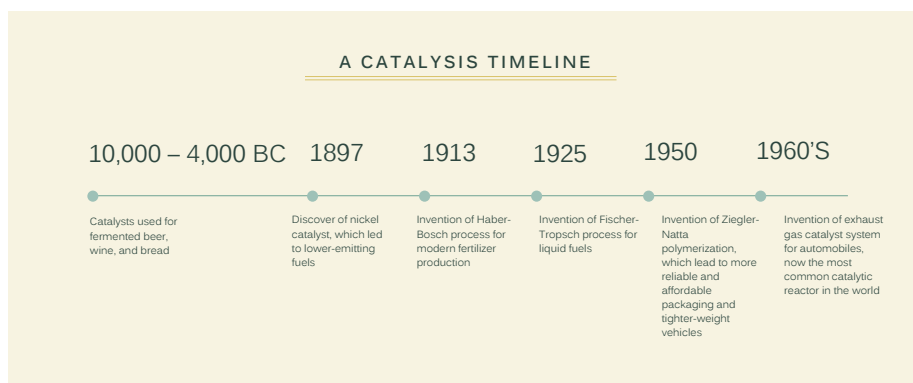 A CATALYSIS TIMELINE
10,000 – 4,000 BC
Catalysts used for
fermented beer,
wine, and bread
1897
Discover of nickel
catalyst, which led
to lower-emitting
fuels
1913
Invention of Haber-
Bosch process for
modern fertilizer
production
1925
Invention of Fischer-
Tropsch process for
liquid fuels
1950
Invention of Ziegler-
Natta
polymerization,
which lead to more
reliable and
affordable
packaging and
tighter-weight
vehicles
1960’S
Invention of exhaust
gas catalyst system
for automobiles,
now the most
common catalytic
reactor in the world